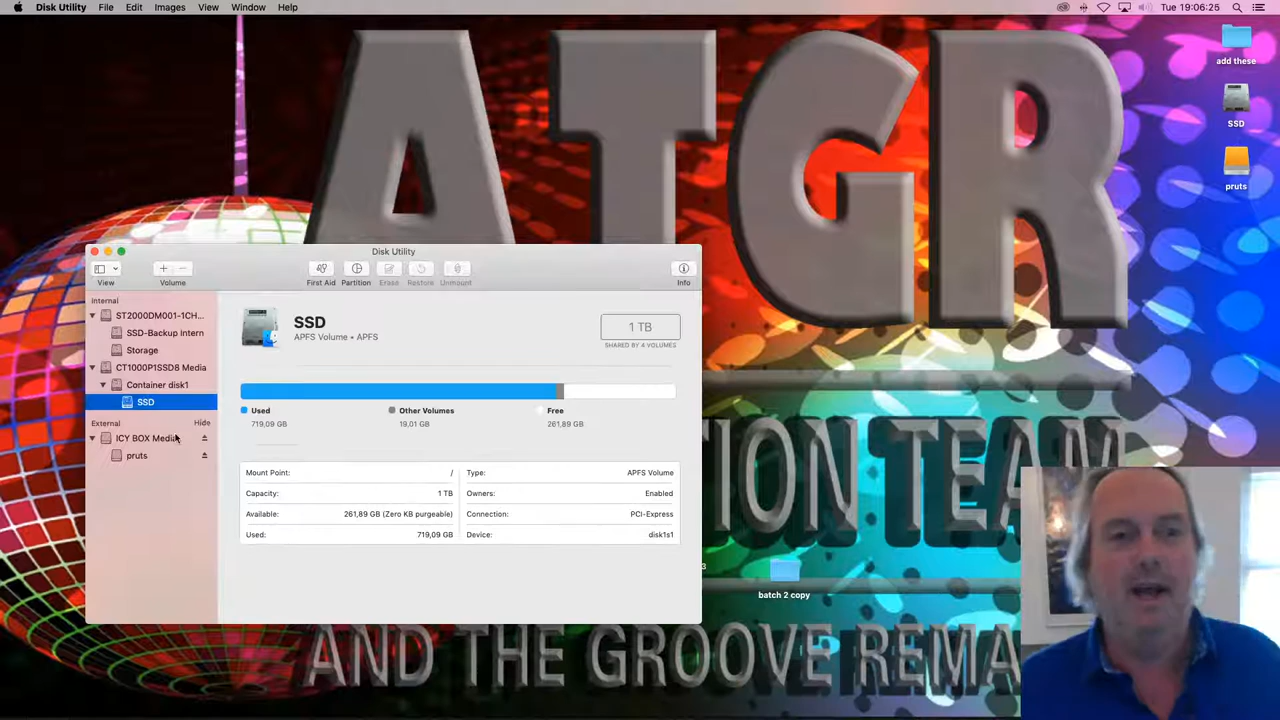 Disk Utility File Edit Images View Window Help
Tue 19:06:25
ATGR
add these
SSD
pruts
Disk Utility
View
Volume
First Aid
Partition
Erase
Restore
Unmount
Info
Internal
ST2000DM001-1CH...
SSD-Backup Intern
Storage
CT1000P1SSD8 Media
Container disk1
SSD
External
Hide
ICY BOX Media
pruts
SSD
APFS Volume • APFS
1 TB
SHARED BY 4 VOLUMES
Used
719,09 GB
Other Volumes
19,01 GB
Free
261,89 GB
Mount Point: /
Capacity: 1 TB
Available: 261,89 GB (Zero KB purgeable)
Used: 719,09 GB
Type: APFS Volume
Owners: Enabled
Connection: PCI-Express
Device: disk1s1
TION TEAM
3
batch 2 copy
AND THE GROOVE REMA